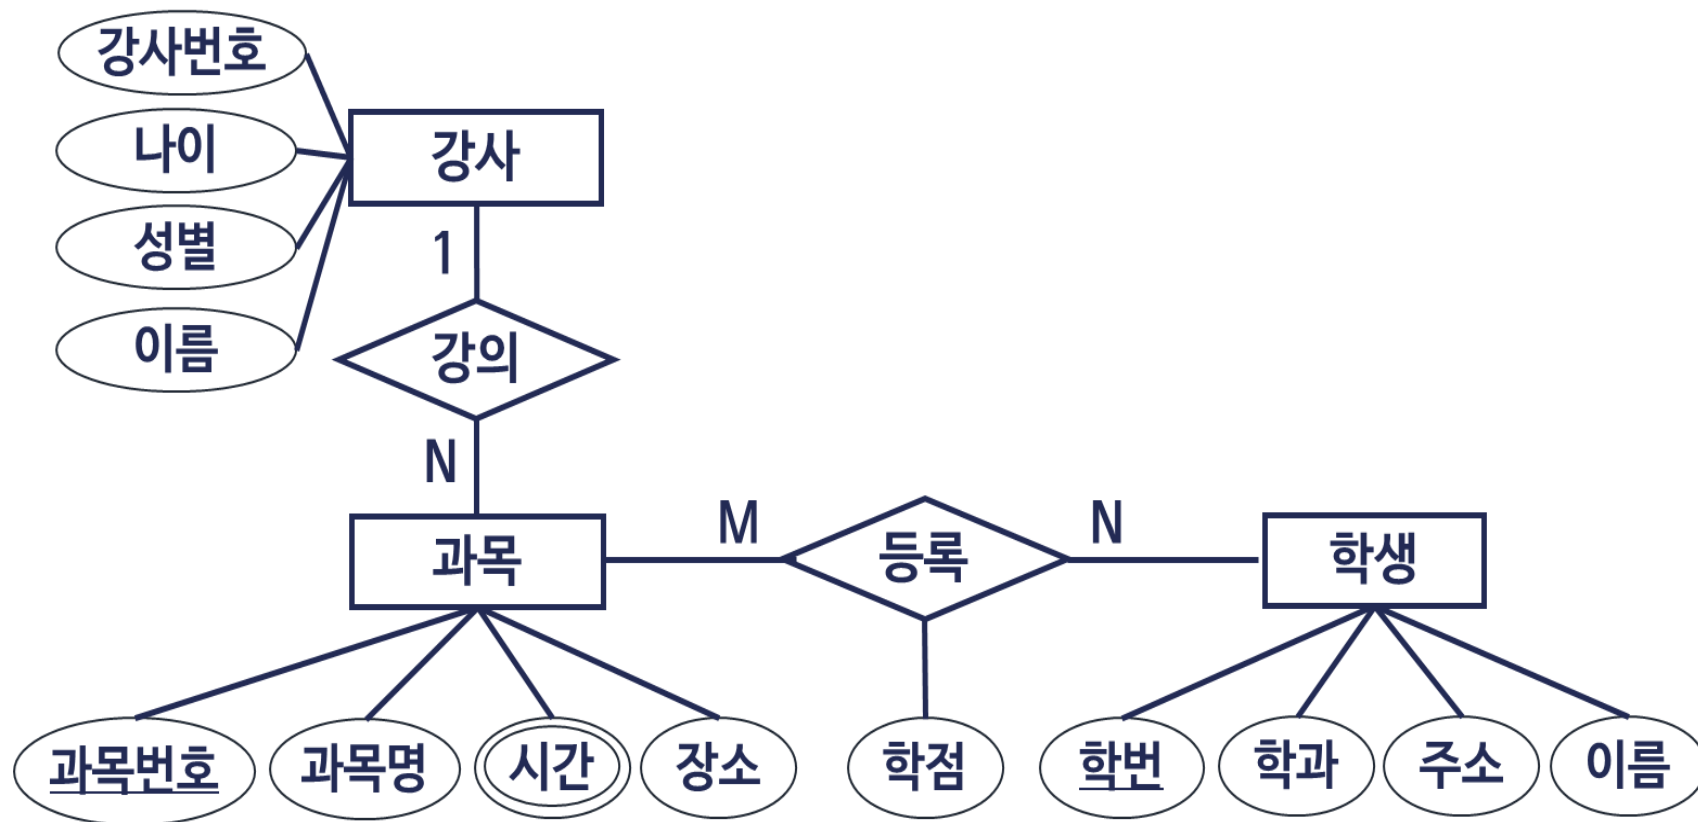 강사번호
나이
강사
성별
1
이름
강의
N
과목
M
등록
N
학생
과목번호
과목명
시간
장소
학점
학번
학과
주소
이름